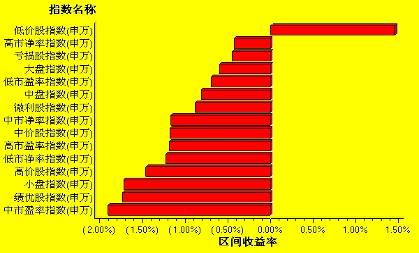 指数名称
低价股指数(申万)
高市净率指数(申万)
亏损股指数(申万)
大盘指数(申万)
低市盈率指数(申万)
中盘指数(申万)
微利股指数(申万)
中市净率指数(申万)
中价股指数(申万)
高市盈率指数(申万)
低市净率指数(申万)
高价股指数(申万)
小盘指数(申万)
绩优股指数(申万)
中市盈率指数(申万)
(2.00%) (1.50%) (1.00%) (0.50%) 0.00% 0.50% 1.00% 1.50%
区间收益率